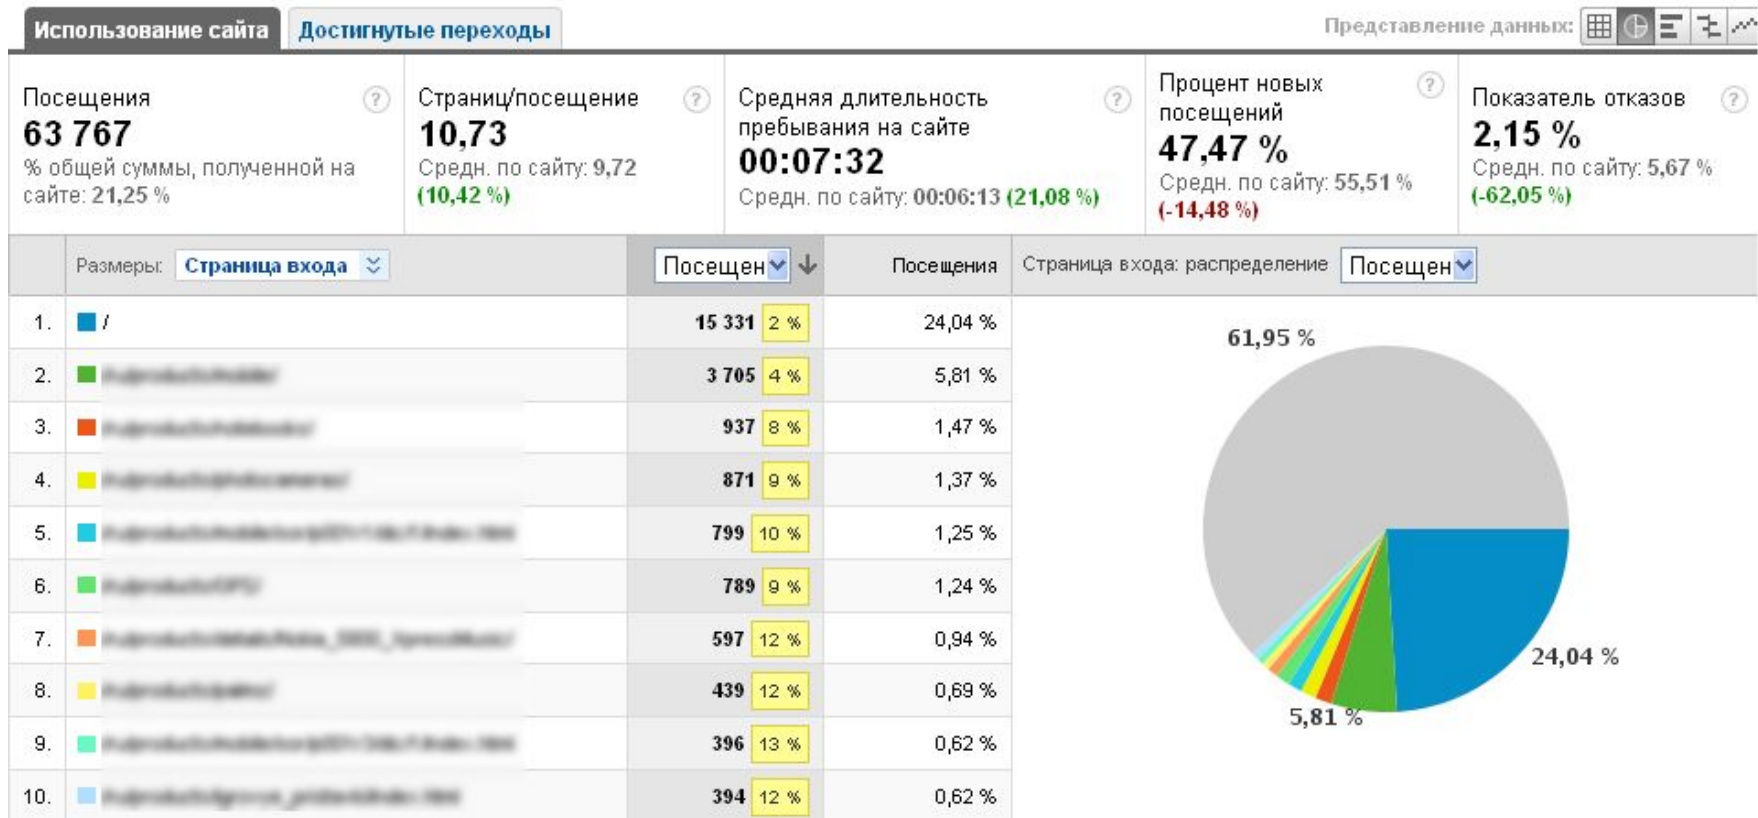 Использование сайта
Достигнутые переходы
Представление данных:
Посещения
63 767
% общей суммы, полученной на
сайте: 21,25 %
Страниц/посещение
10,73
Средн. по сайту: 9,72
(10,42 %)
Средняя длительность
пребывания на сайте
00:07:32
Средн. по сайту: 00:06:13 (21,08 %)
Процент новых
посещений
47,47 %
Средн. по сайту: 55,51 %
(-14,48 %)
Показатель отказов
2,15 %
Средн. по сайту: 5,67 %
(-62,05 %)
Размеры: Страница входа
Посещен
Посещения
Страница входа: распределение Посещен
1. / 15 331 2 % 24,04 %
2. 3 705 4 % 5,81 %
3. 937 8 % 1,47 %
4. 871 9 % 1,37 %
5. 799 10 % 1,25 %
6. 789 9 % 1,24 %
7. 597 12 % 0,94 %
8. 439 12 % 0,69 %
9. 396 13 % 0,62 %
10. 394 12 % 0,62 %
61,95 %
24,04 %
5,81 %